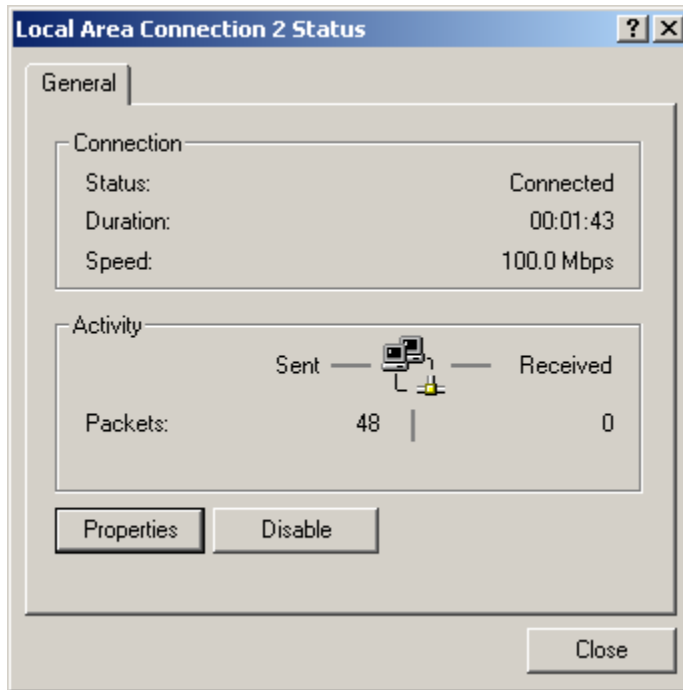 Local Area Connection 2 Status
General
Connection
Status: Connected
Duration: 00:01:43
Speed: 100.0 Mbps
Activity
Sent Received
Packets: 48 0
Properties Disable
Close